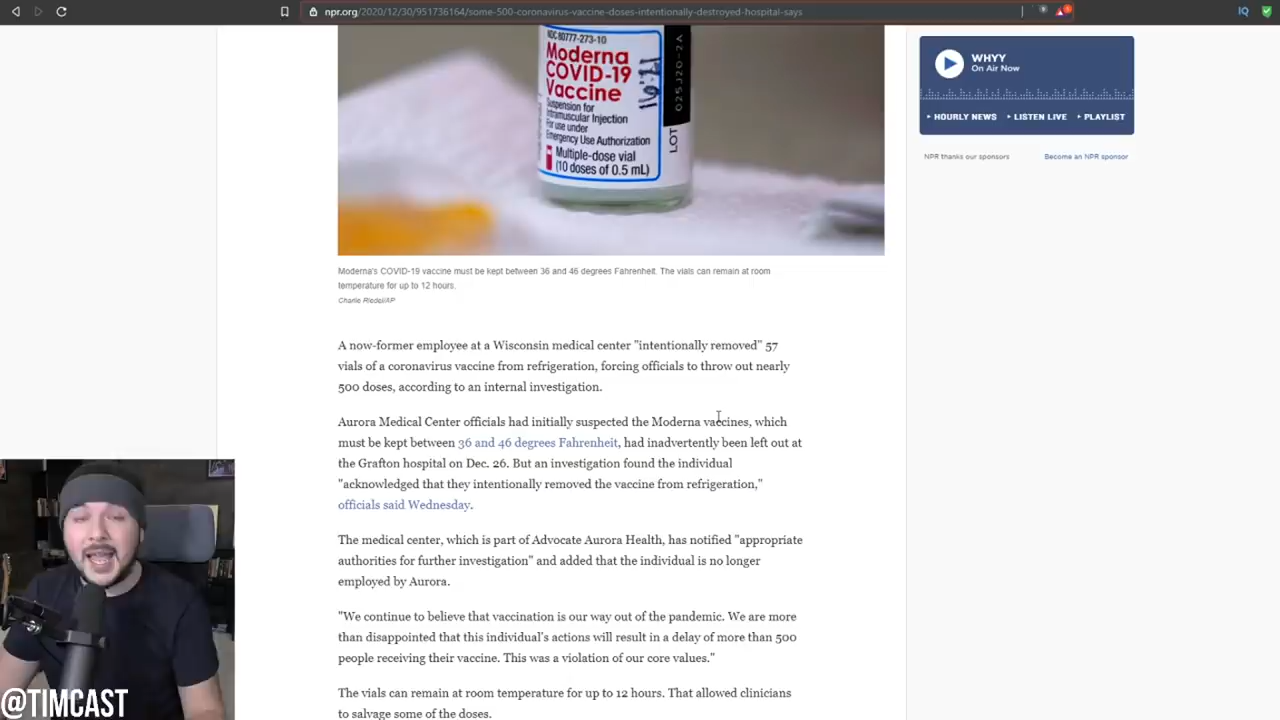 npr.org/2020/12/30/951736164/some-500-coronavirus-vaccine-doses-intentionally-destroyed-hospital-says
IQ
NDC 80777-273-10
Moderna
COVID-19
Vaccine
Suspension for
Intramuscular Injection
For use under
Emergency Use Authorization
Multiple-dose vial
(10 doses of 0.5 mL)
LOT
025J20-2A
WHYY
On Air Now
HOURLY NEWS
LISTEN LIVE
PLAYLIST
NPR thanks our sponsors
Become an NPR sponsor
Moderna's COVID-19 vaccine must be kept between 36 and 46 degrees Fahrenheit. The vials can remain at room
temperature for up to 12 hours.
Charlie Riedel/AP
A now-former employee at a Wisconsin medical center "intentionally removed" 57
vials of a coronavirus vaccine from refrigeration, forcing officials to throw out nearly
500 doses, according to an internal investigation.
Aurora Medical Center officials had initially suspected the Moderna vaccines, which
must be kept between 36 and 46 degrees Fahrenheit, had inadvertently been left out at
the Grafton hospital on Dec. 26. But an investigation found the individual
"acknowledged that they intentionally removed the vaccine from refrigeration,"
officials said Wednesday.
The medical center, which is part of Advocate Aurora Health, has notified "appropriate
authorities for further investigation" and added that the individual is no longer
employed by Aurora.
"We continue to believe that vaccination is our way out of the pandemic. We are more
than disappointed that this individual's actions will result in a delay of more than 500
people receiving their vaccine. This was a violation of our core values."
The vials can remain at room temperature for up to 12 hours. That allowed clinicians
to salvage some of the doses.
@TIMCAST